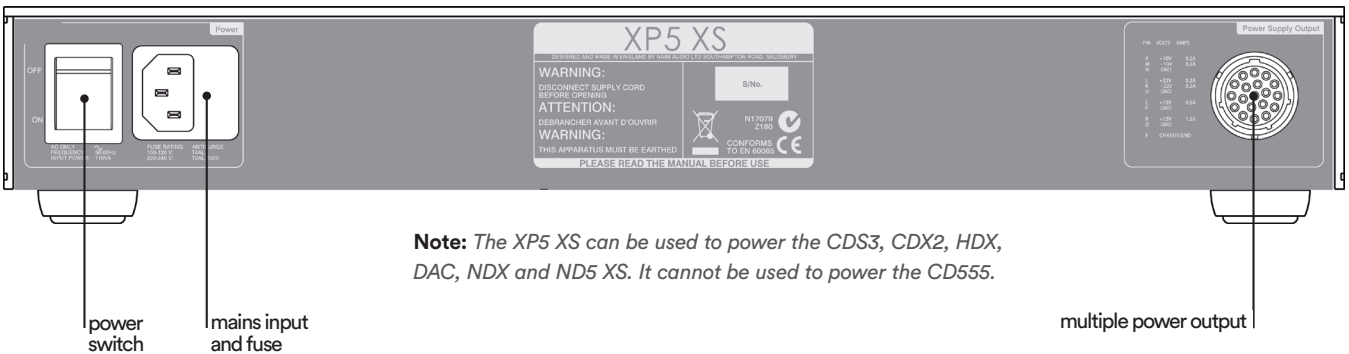 Power
OFF
ON
AC ONLY
FREQUENCY: 50-60Hz
INPUT POWER: 110VA
FUSE RATING:
100-120 V:
220-240 V:
XP5 XS
DESIGNED AND MADE IN ENGLAND BY NAIM AUDIO LTD SOUTHAMPTON ROAD, SALISBURY
WARNING:
DISCONNECT SUPPLY CORD
BEFORE OPENING
ATTENTION:
DEBRANCHER AVANT D'OUVRIR
WARNING:
THIS APPARATUS MUST BE EARTHED
S/No.
N17079
Z180
CONFORMS
TO EN 60065
CE
PLEASE READ THE MANUAL BEFORE USE
Power Supply Output
PIN VOLTS AMPS
E CHASSIS GND
Note: The XP5 XS can be used to power the CDS3, CDX2, HDX,
DAC, NDX and ND5 XS. It cannot be used to power the CD555.
power
switch
mains input
and fuse
multiple power output